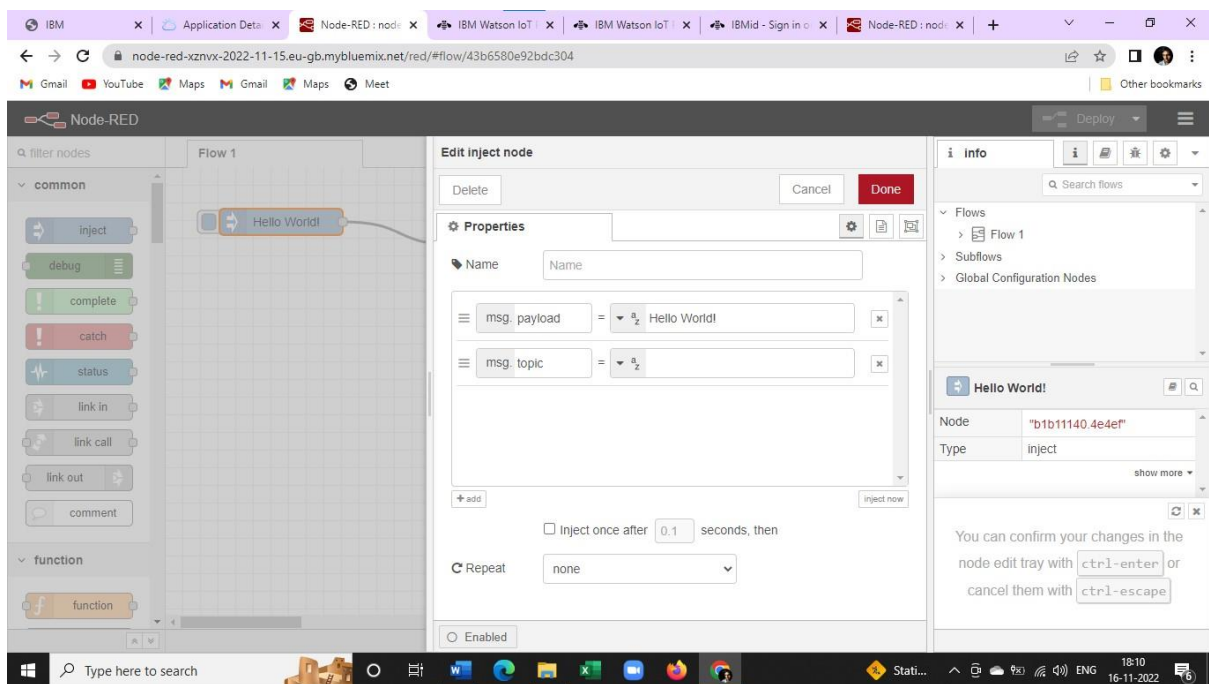 IBM
Application Deta
Node-RED : node
IBM Watson IoT
IBM Watson IoT
IBMid - Sign in o
Node-RED : node
node-red-xznvx-2022-11-15.eu-gb.mybluemix.net/red/#flow/43b6580e92bdc304
Gmail YouTube Maps Gmail Maps Meet Other bookmarks
Node-RED Deploy
filter nodes
common
inject
debug
complete
catch
status
link in
link call
link out
comment
function
function
Flow 1
Hello World!
Edit inject node
Delete Cancel Done
Properties
Name Name
msg. payload = az Hello World!
msg. topic = az
+ add inject now
Inject once after 0.1 seconds, then
Repeat none
Enabled
i info i
Search flows
Flows
Flow 1
Subflows
Global Configuration Nodes
Hello World!
Node "b1b11140.4e4ef"
Type inject
show more
You can confirm your changes in the
node edit tray with ctrl-enter or
cancel them with ctrl-escape
Type here to search
Stati...
ENG
18:10
16-11-2022
6